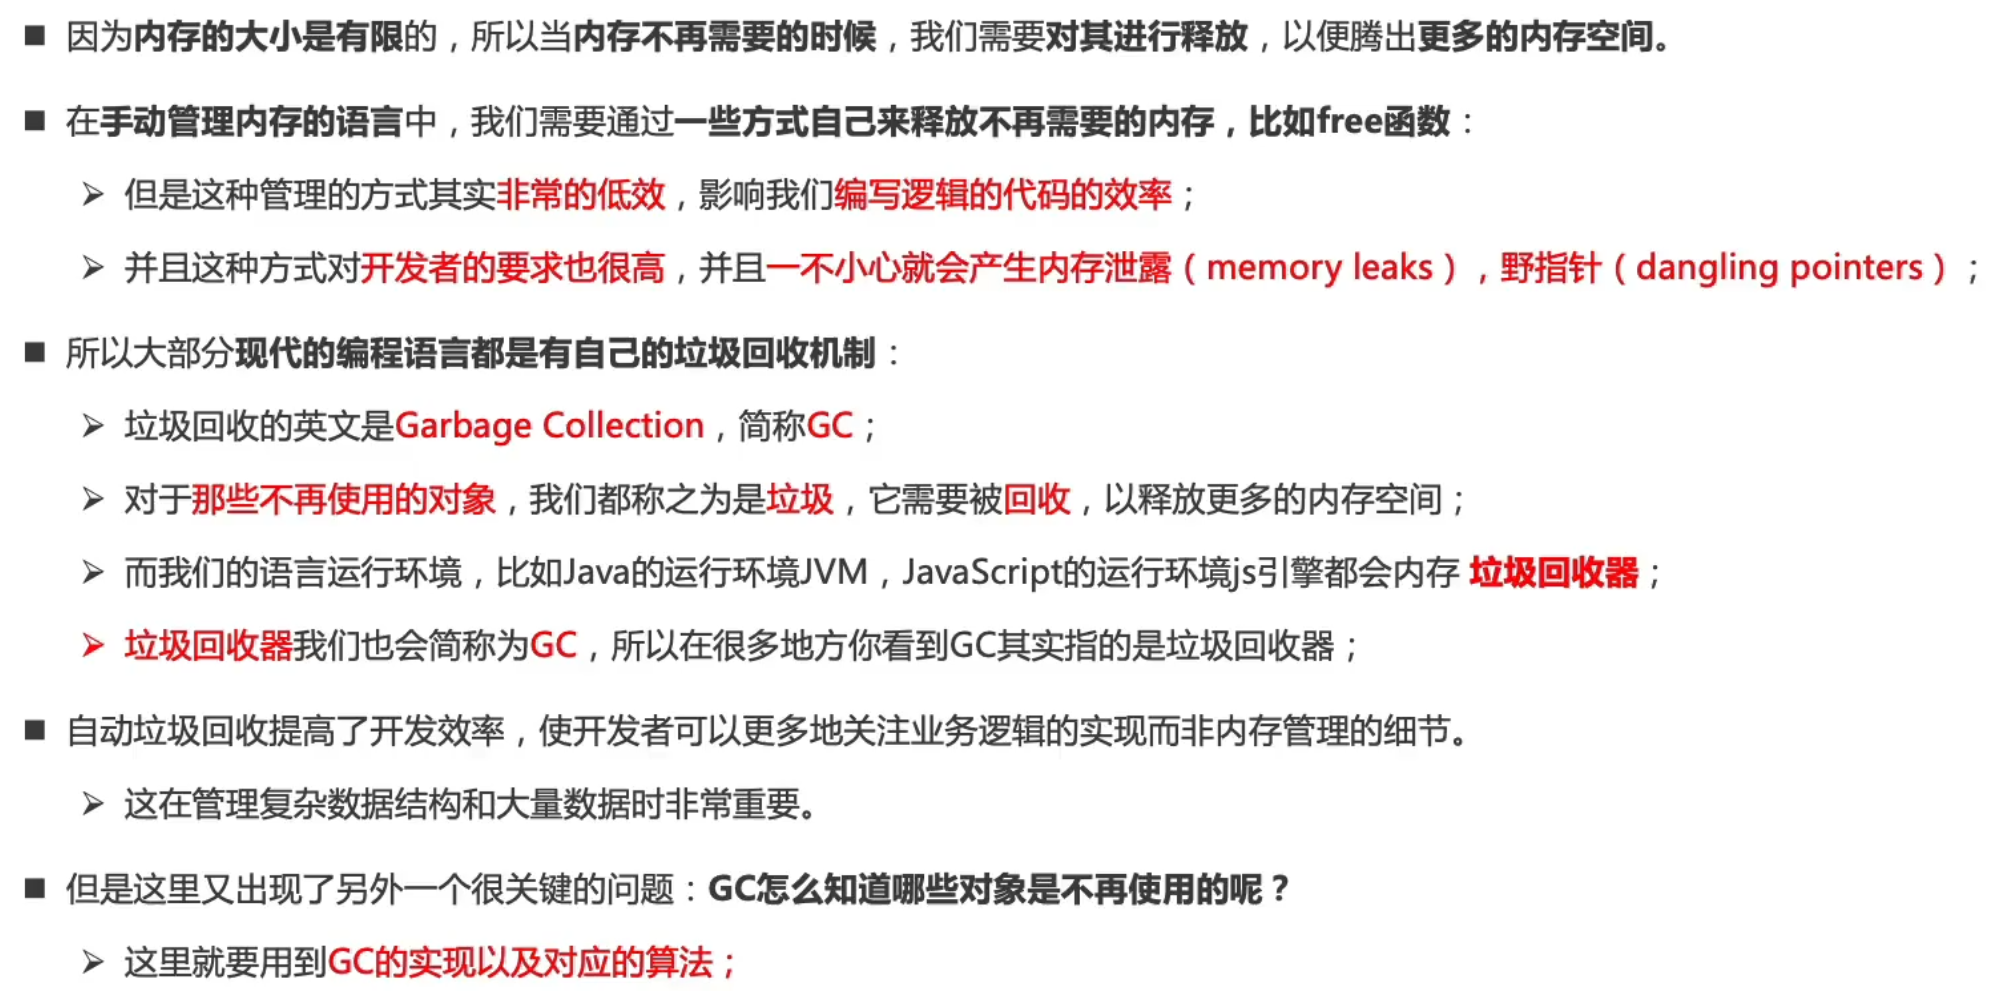 ■ 因为内存的大小是有限的，所以当内存不再需要的时候，我们需要对其进行释放，以便腾出更多的内存空间。
■ 在手动管理内存的语言中，我们需要通过一些方式自己来释放不再需要的内存，比如free函数：
➢ 但是这种管理的方式其实非常的低效，影响我们编写逻辑的代码的效率；
➢ 并且这种方式对开发者的要求也很高，并且一不小心就会产生内存泄露（memory leaks），野指针（dangling pointers）；
■ 所以大部分现代的编程语言都是有自己的垃圾回收机制：
➢ 垃圾回收的英文是Garbage Collection，简称GC；
➢ 对于那些不再使用的对象，我们都称之为是垃圾，它需要被回收，以释放更多的内存空间；
➢ 而我们的语言运行环境，比如Java的运行环境JVM，JavaScript的运行环境js引擎都会内存 垃圾回收器；
➢ 垃圾回收器我们也会简称为GC，所以在很多地方你看到GC其实指的是垃圾回收器；
■ 自动垃圾回收提高了开发效率，使开发者可以更多地关注业务逻辑的实现而非内存管理的细节。
➢ 这在管理复杂数据结构和大量数据时非常重要。
■ 但是这里又出现了另外一个很关键的问题：GC怎么知道哪些对象是不再使用的呢？
➢ 这里就要用到GC的实现以及对应的算法；